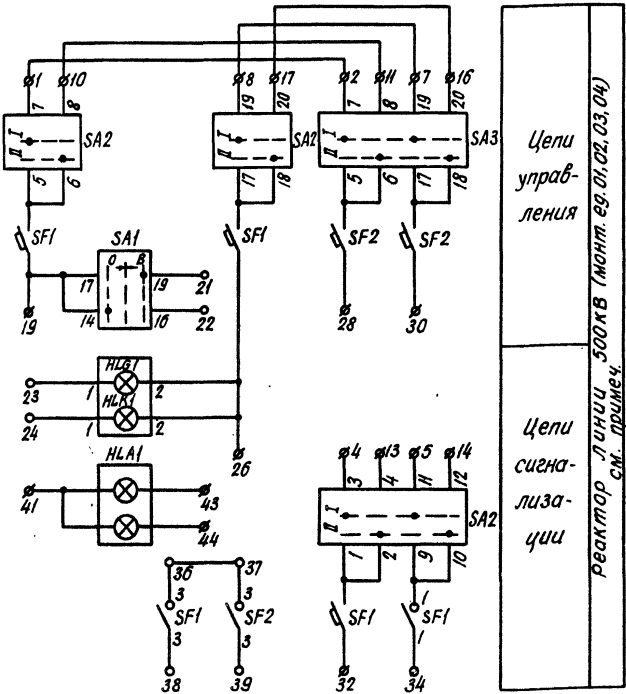 1 10 8 17 2 11 7 16
7 8 19 20 7 8 19 20
I SA2 I SA2 I SA3
Д Д Д
5 6 17 18 5 6 17 18
SF1 SF1 SF2 SF2
SA1
О В
17 19 21
14 16 22
19 28 30
HLG1
23 1 2
HLR1
24 1 2
26
HLA1
41 43
44
4 13 5 14
3 4 11 12
I SA2
Д
1 2 9 10
36 37
3 3 1
SF1 SF2 SF1 SF1
3 3 1
38 39 32 34
Цепи
управ-
ления
Цепи
сигна-
лиза-
ции
реактор линии 500кВ (монт. ед. 01,02,03,04)
см. примеч.